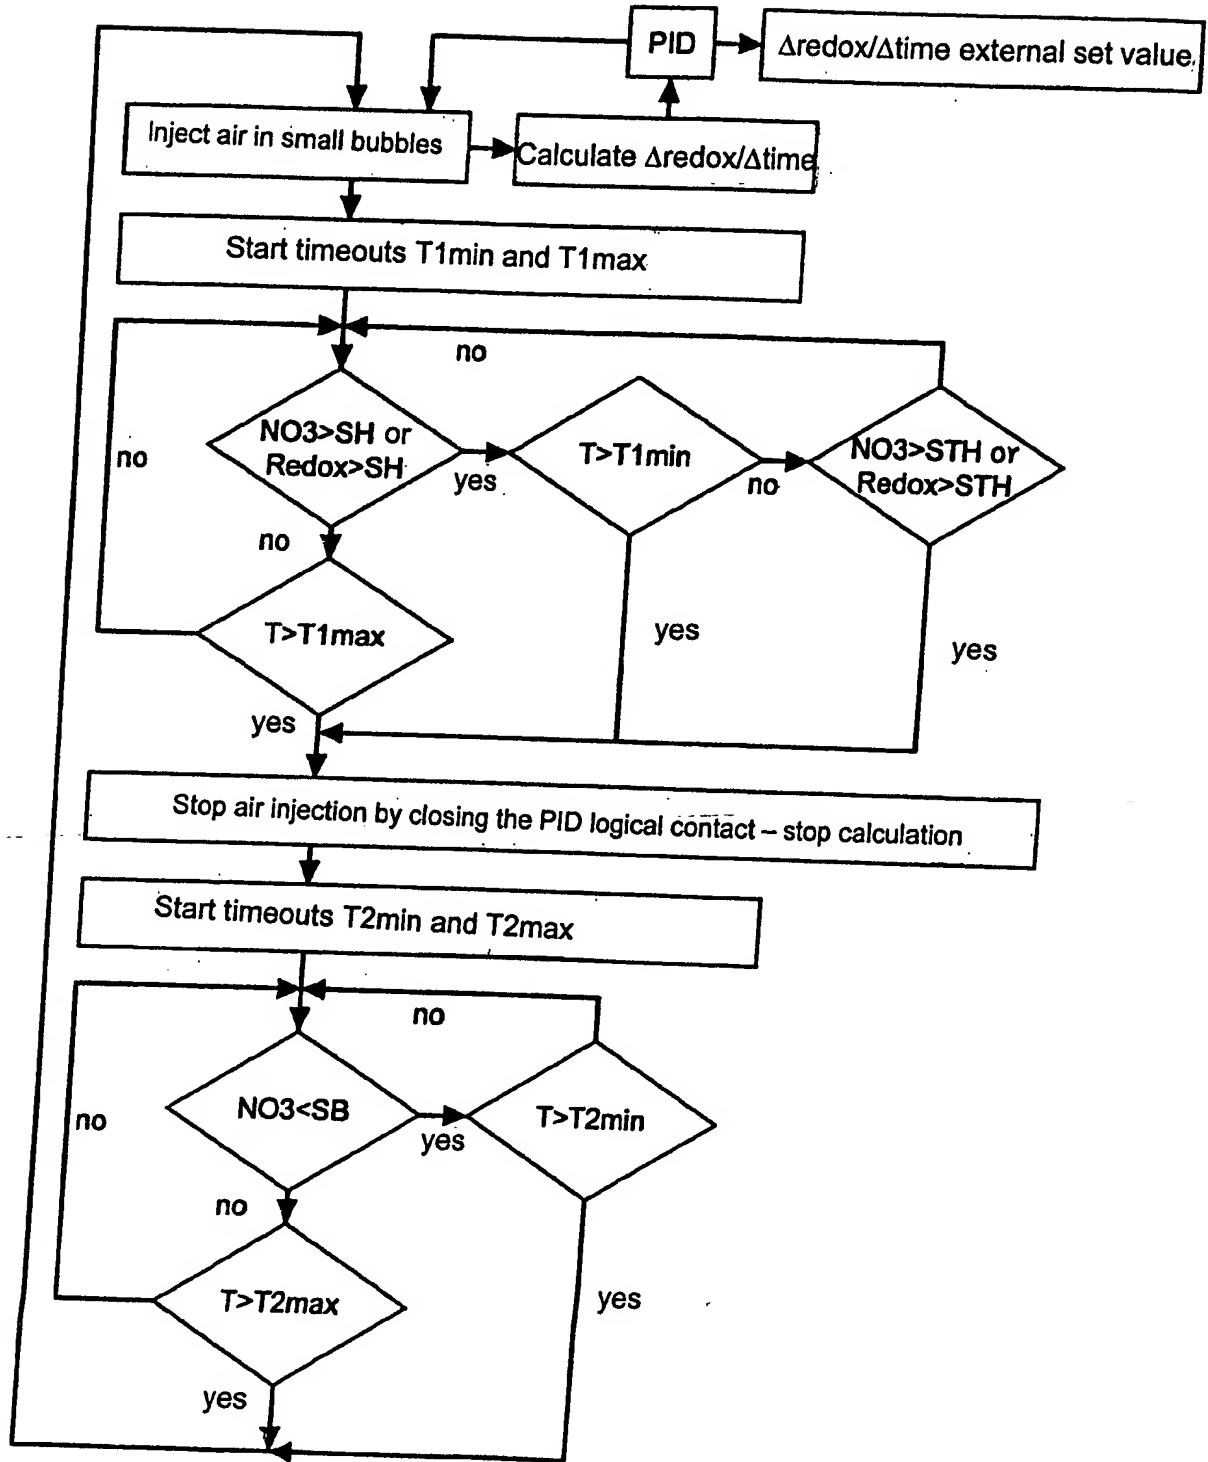 PID
Δredox/Δtime external set value.
Inject air in small bubbles
Calculate Δredox/Δtime
Start timeouts T1min and T1max
no
no
NO3>SH or
Redox>SH
yes
T>T1min
no
NO3>STH or
Redox>STH
no
T>T1max
yes
yes
yes
Stop air injection by closing the PID logical contact – stop calculation
Start timeouts T2min and T2max
no
no
NO3<SB
yes
T>T2min
no
T>T2max
yes
yes